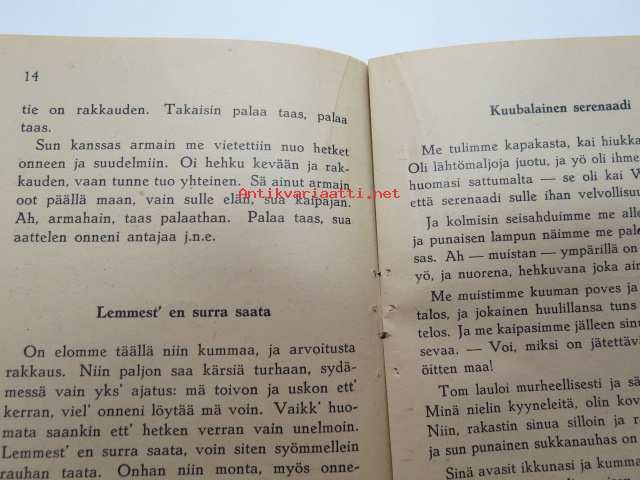 14
tie on rakkauden. Takaisin palaa taas, palaa
taas.
Sun kanssas armain me vietettiin nuo hetket
onneen ja suudelmiin. Oi hehku kevään ja rak-
kauden, vaan tunne tuo yhteinen. Sä ainut armain
oot päällä maan, vain sulle elän, sua kaipajan.
Ah, armahain, taas palaathan. Palaa taas, sua
aattelen onneni antajaa j.n.e.
Lemmest' en surra saata
On elomme täällä niin kummaa, ja arvoitusta
rakkaus. Niin paljon saa kärsiä turhaan, sydä-
messä vain yks' ajatus: mä toivon ja uskon ett'
kerran, viel' onneni löytää mä voin. Vaikk' huo-
mata saankin ett' hetken verran vain unelmoin.
Lemmest' en surra saata, voin siten syömmellein
rauhan taata. Onhan niin monta, myös onne-
Kuubalainen serenaadi
Me tulimme kapakasta, kai hiukka
Oli lähtömaljoja juotu, ja yö oli ihme
huomasi sattumalta — se oli kai W
että serenaadi sulle ihan velvollisu
Ja kolmisin seisahduimme me alle
ja punaisen lampun näimme me pale
sas. Ah — muistan — ympärillä on
yö, ja nuorena, hehkuvana joka air
Me muistimme kuuman poves ja
talos, ja jokainen huulillansa tuns
telos. Ja me kaipasimme jälleen sin
sevaa. — Voi, miksi on jätettävä
öitten maa!
Tom lauloi murheellisesti ja sä
Minä nielin kyyneleitä, olin kov
Niin, rakastin sinua silloin ja r
ja sun punainen sukkanauhas on
Sinä avasit ikkunasi ja kumm
Antikvariaatti.net
Antikvariaatti.net